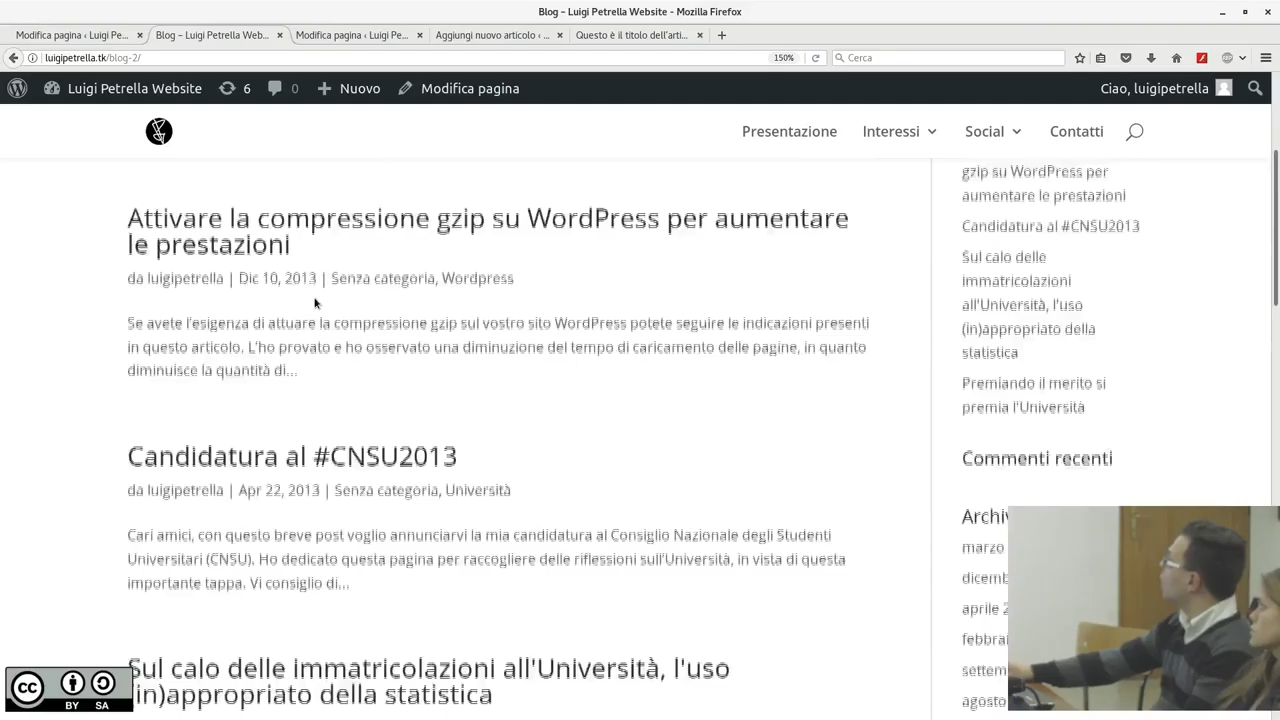 Blog – Luigi Petrella Website - Mozilla Firefox
Modifica pagina ‹ Luigi Pe...
Blog – Luigi Petrella Web...
Modifica pagina ‹ Luigi Pe...
Aggiungi nuovo articolo ‹ ...
Questo è il titolo dell'arti...
luigipetrella.tk/blog-2/
150%
Cerca
Luigi Petrella Website
6
0
Nuovo
Modifica pagina
Ciao, luigipetrella
Presentazione
Interessi
Social
Contatti
Attivare la compressione gzip su WordPress per aumentare
le prestazioni
da luigipetrella | Dic 10, 2013 | Senza categoria, Wordpress
Se avete l'esigenza di attuare la compressione gzip sul vostro sito WordPress potete seguire le indicazioni presenti
in questo articolo. L'ho provato e ho osservato una diminuzione del tempo di caricamento delle pagine, in quanto
diminuisce la quantità di...
Candidatura al #CNSU2013
da luigipetrella | Apr 22, 2013 | Senza categoria, Università
Cari amici, con questo breve post voglio annunciarvi la mia candidatura al Consiglio Nazionale degli Studenti
Universitari (CNSU). Ho dedicato questa pagina per raccogliere delle riflessioni sull'Università, in vista di questa
importante tappa. Vi consiglio di...
Sul calo delle immatricolazioni all'Università, l'uso
(in)appropriato della statistica
gzip su WordPress per
aumentare le prestazioni
Candidatura al #CNSU2013
Sul calo delle
immatricolazioni
all'Università, l'uso
(in)appropriato della
statistica
Premiando il merito si
premia l'Università
Commenti recenti
Archiv
marzo
dicemb
aprile 2
febbrai
settem
agosto
cc
BY SA